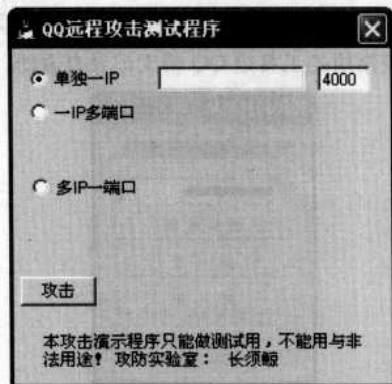 QQ远程攻击测试程序
单独一IP 4000
一IP多端口
多IP一端口
攻击
本攻击演示程序只能做测试用，不能用与非
法用途！攻防实验室： 长须鲸